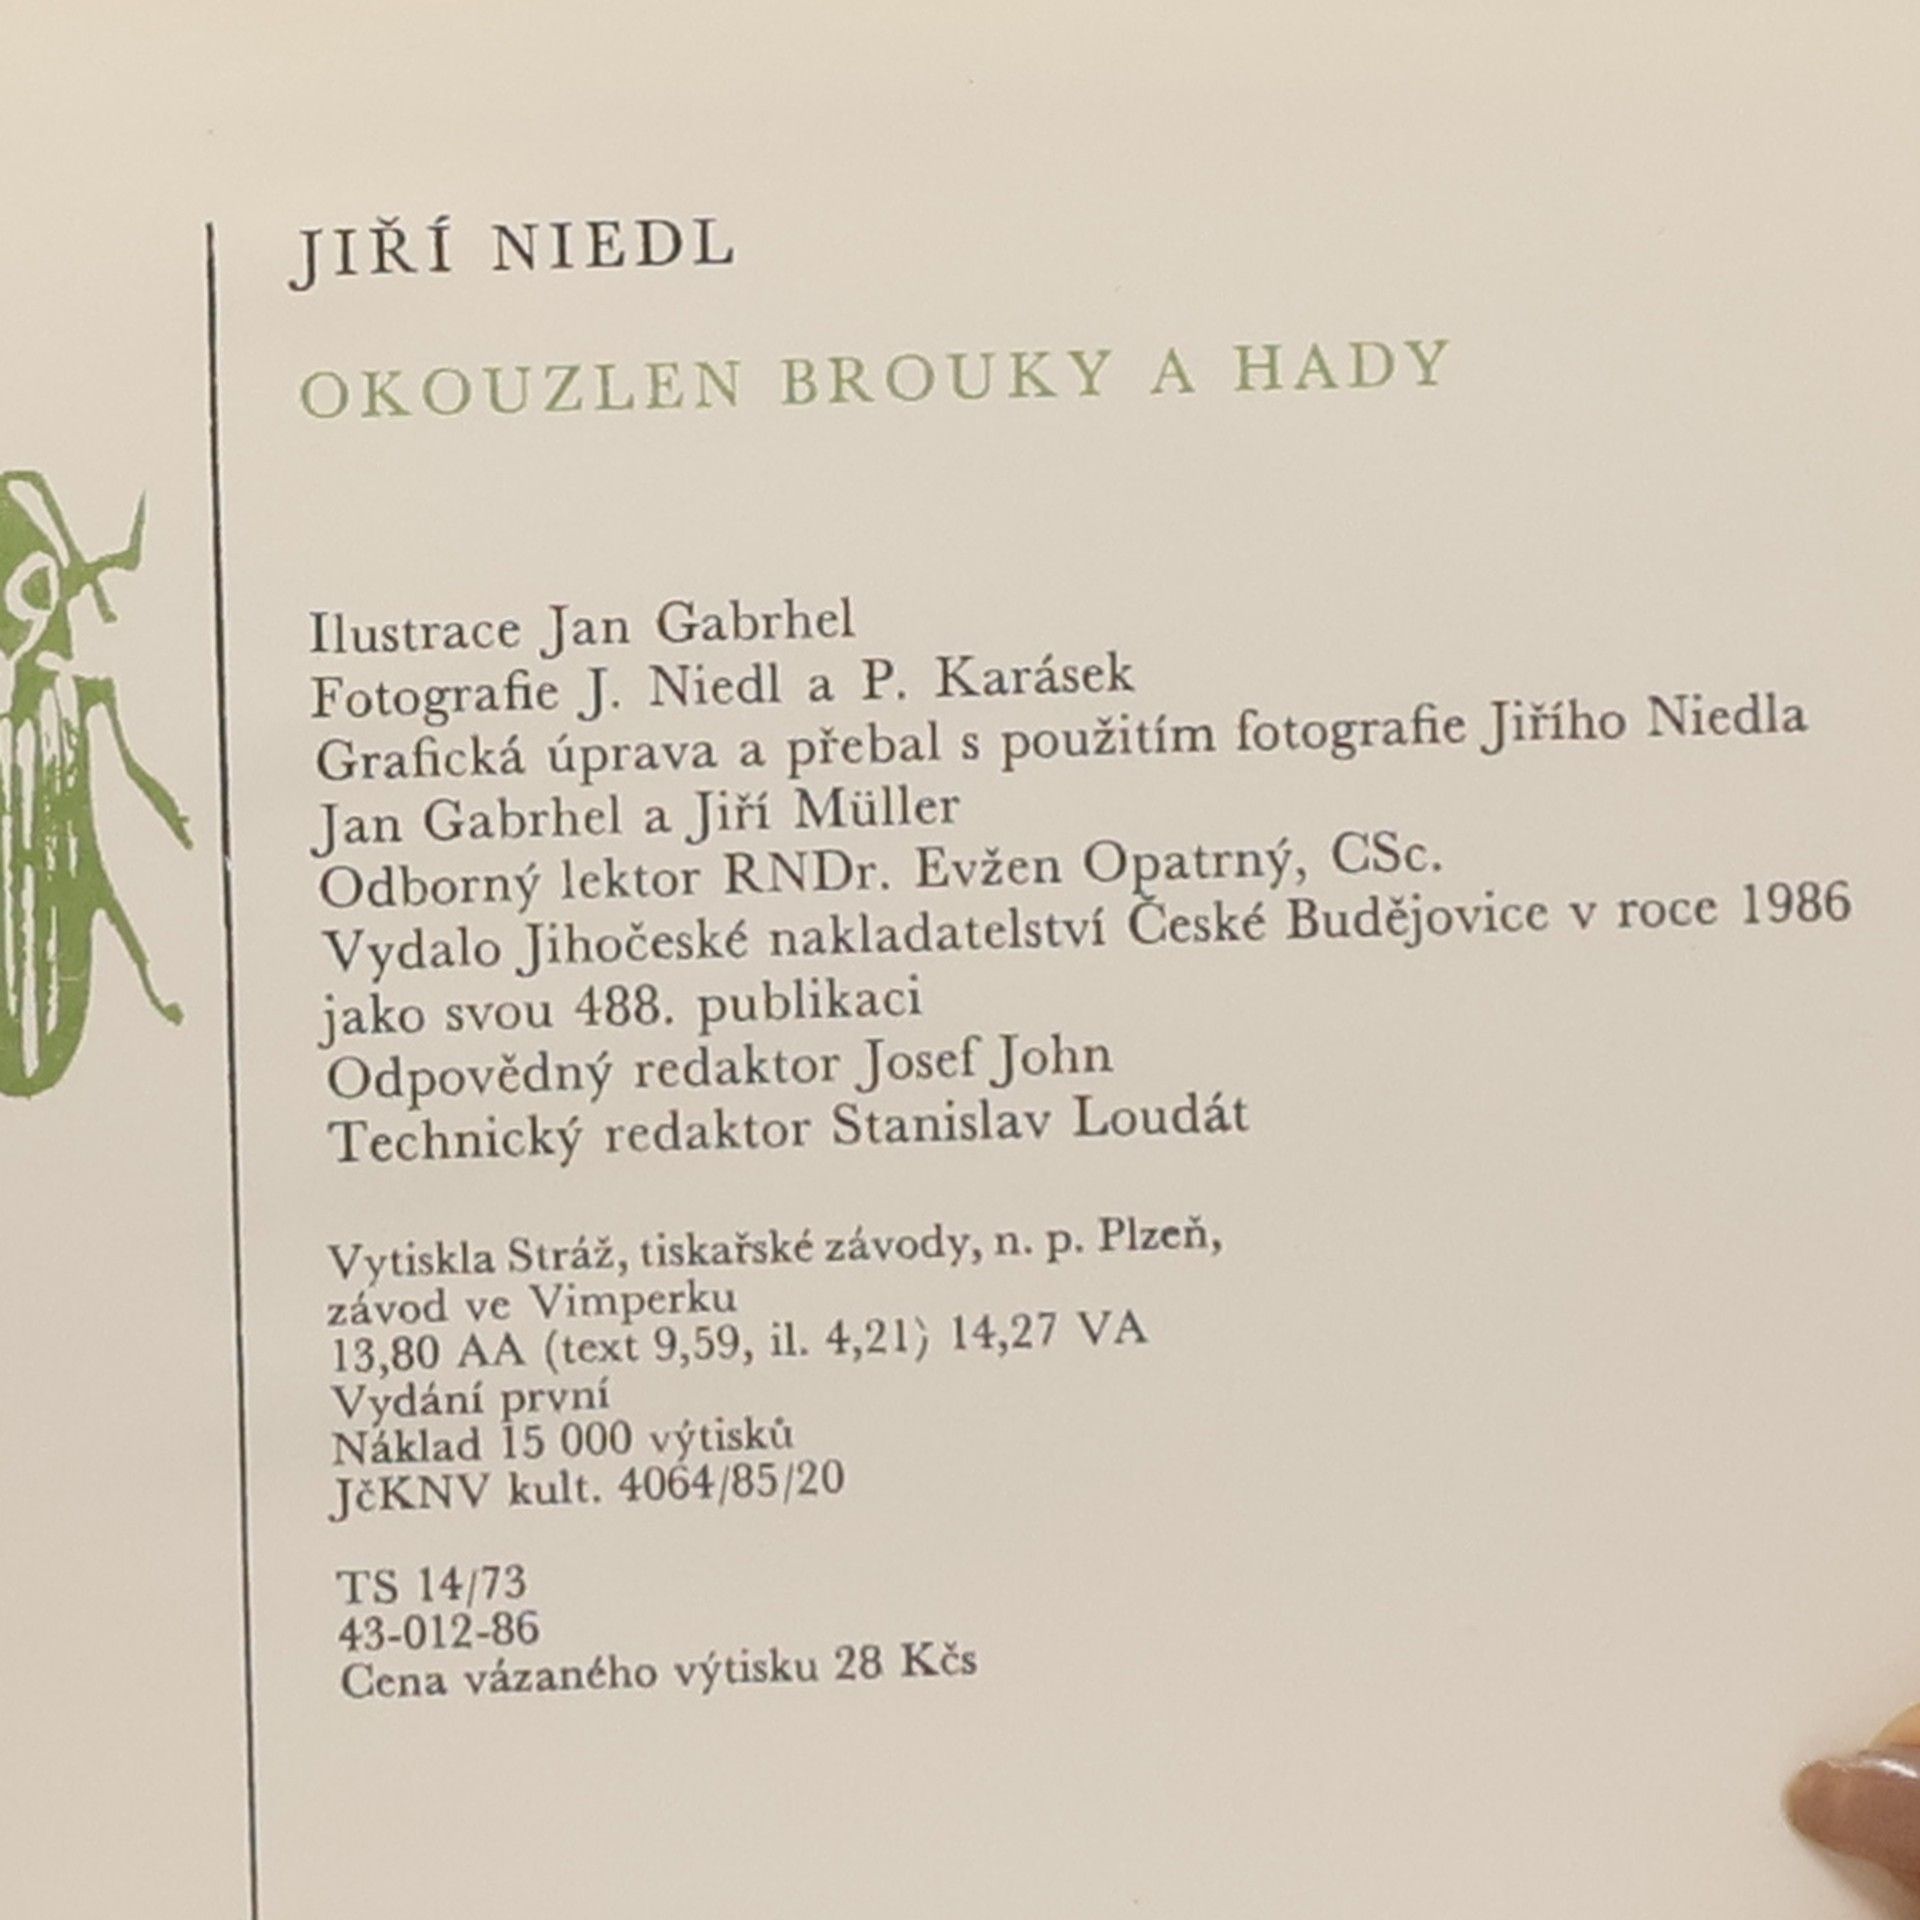 JIŘÍ NIEDL
OKOUZLEN BROUKY A HADY
Ilustrace Jan Gabrhel
Fotografie J. Niedl a P. Karásek
Grafická úprava a přebal s použitím fotografie Jiřího Niedla
Jan Gabrhel a Jiří Müller
Odborný lektor RNDr. Evžen Opatrný, CSc.
Vydalo Jihočeské nakladatelství České Budějovice v roce 1986
jako svou 488. publikaci
Odpovědný redaktor Josef John
Technický redaktor Stanislav Loudát
Vytiskla Stráž, tiskařské závody, n. p. Plzeň,
závod ve Vimperku
13,80 AA (text 9,59, il. 4,21) 14,27 VA
Vydání první
Náklad 15 000 výtisků
JčKNV kult. 4064/85/20
TS 14/73
43-012-86
Cena vázaného výtisku 28 Kčs